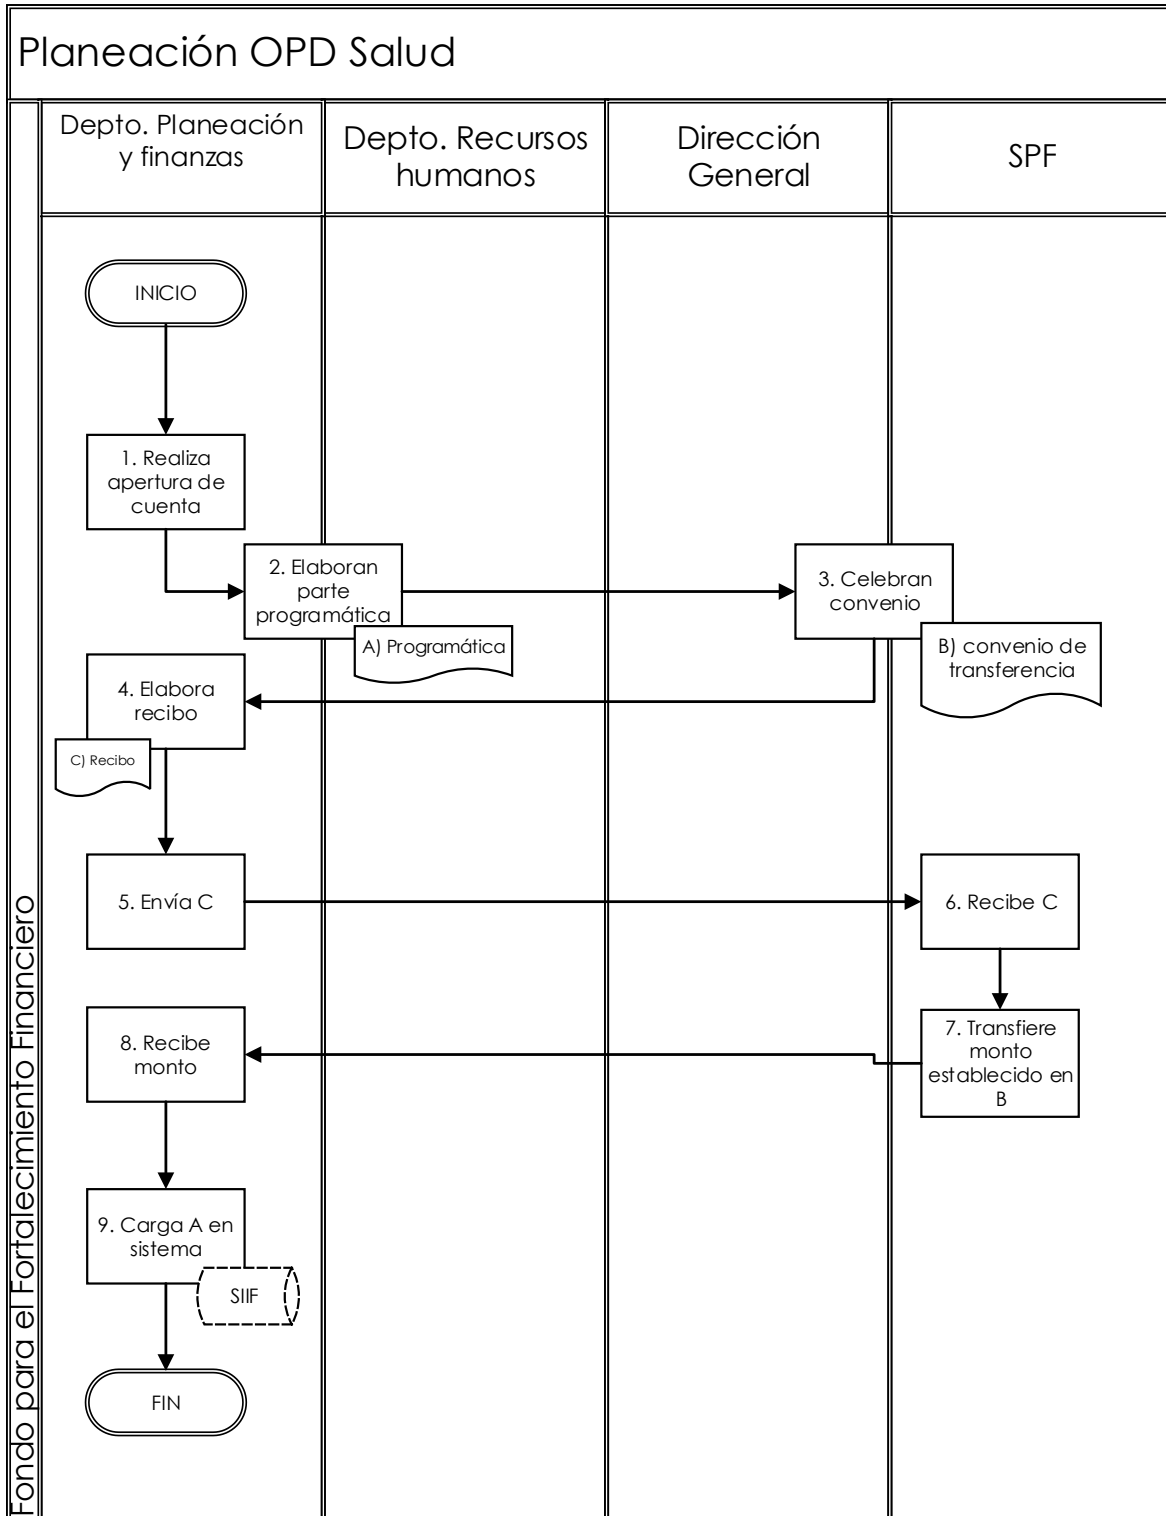 Planeación OPD Salud
Fondo para el Fortalecimiento Financiero
Depto. Planeación
y finanzas
Depto. Recursos
humanos
Dirección
General
SPF
INICIO
1. Realiza
apertura de
cuenta
2. Elaboran
parte
programática
A) Programática
3. Celebran
convenio
B) convenio de
transferencia
4. Elabora
recibo
C) Recibo
5. Envía C
6. Recibe C
7. Transfiere
monto
establecido en
B
8. Recibe
monto
9. Carga A en
sistema
SIIF
FIN